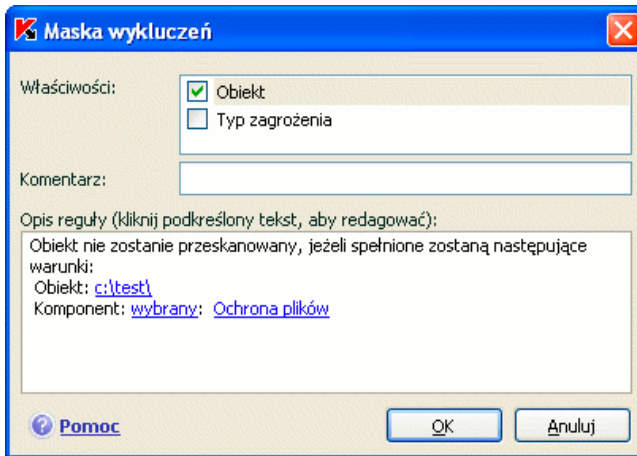 Maska wykluczeń
Właściwości:
Obiekt
Typ zagrożenia
Komentarz:
Opis reguły (kliknij podkreślony tekst, aby redagować):
Obiekt nie zostanie przeskanowany, jeżeli spełnione zostaną następujące
warunki:
Obiekt: c:\test\
Komponent: wybrany: Ochrona plików
Pomoc
OK
Anuluj